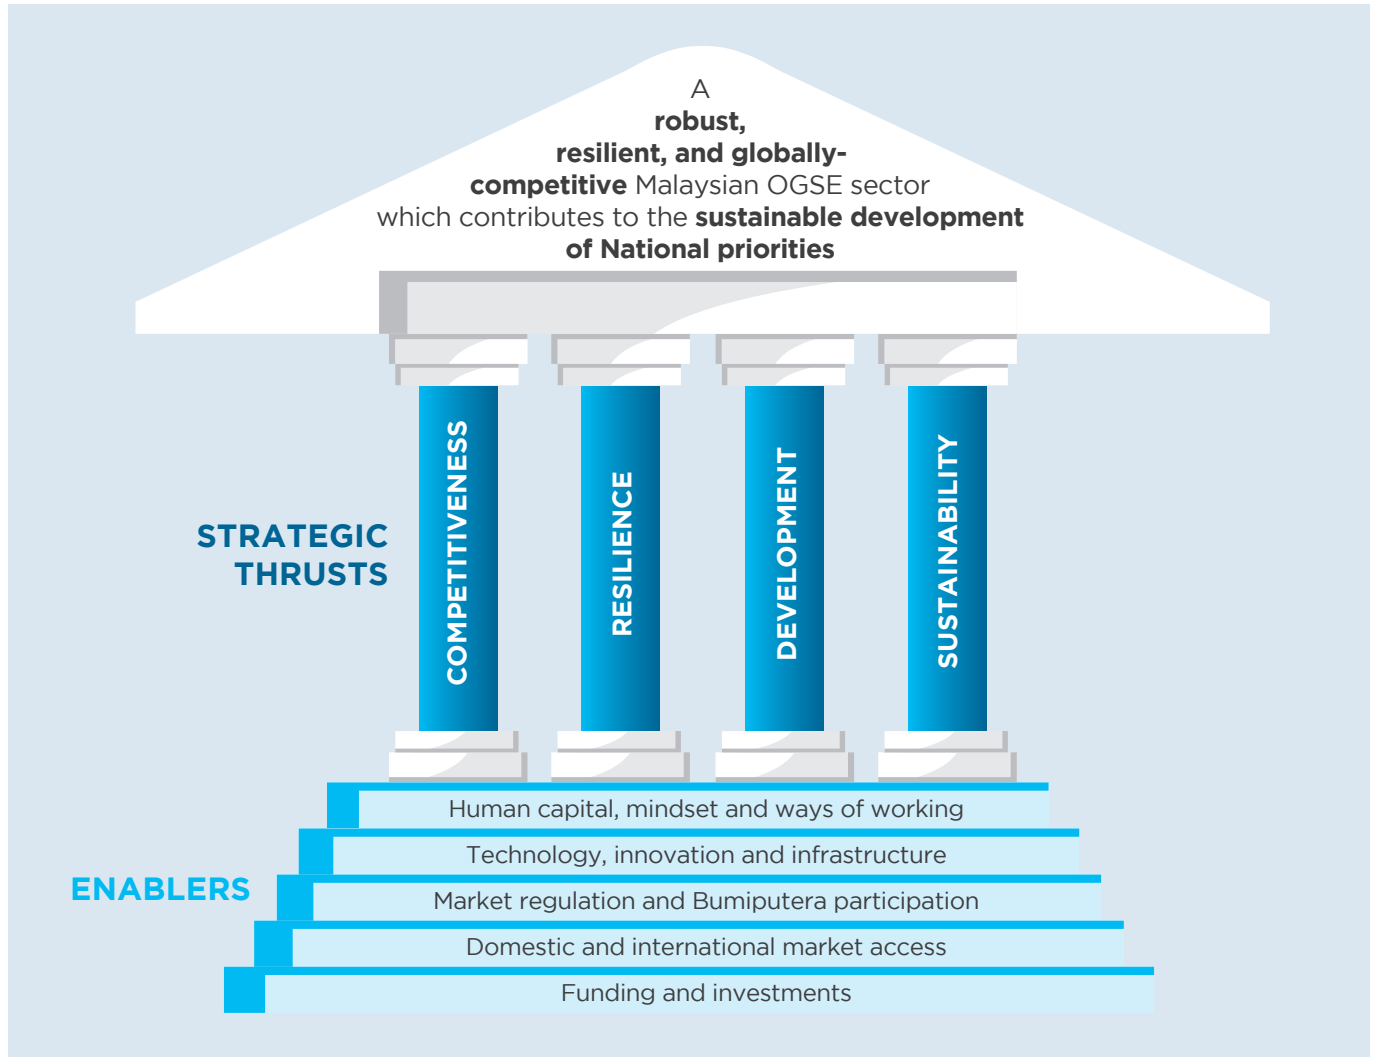 A
robust,
resilient, and globally-
competitive Malaysian OGSE sector
which contributes to the sustainable development
of National priorities
STRATEGIC
THRUSTS
COMPETITIVENESS
RESILIENCE
DEVELOPMENT
SUSTAINABILITY
ENABLERS
Human capital, mindset and ways of working
Technology, innovation and infrastructure
Market regulation and Bumiputera participation
Domestic and international market access
Funding and investments